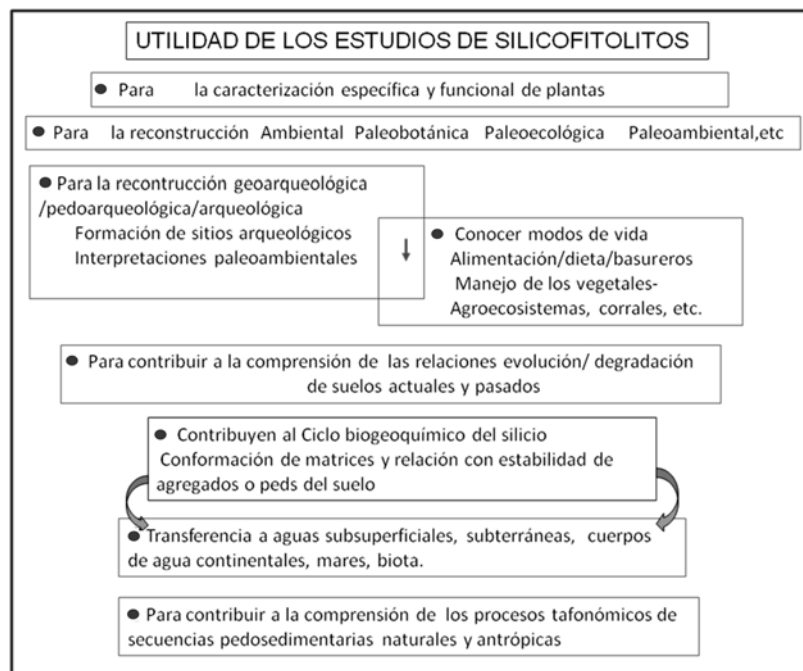 UTILIDAD DE LOS ESTUDIOS DE SILICOFITOLITOS
● Para la caracterización específica y funcional de plantas
● Para la reconstrucción Ambiental Paleobotánica Paleoecológica Paleoambiental,etc
● Para la recontrucción geoarqueológica
/pedoarqueológica/arqueológica
Formación de sitios arqueológicos
Interpretaciones paleoambientales
● Conocer modos de vida
Alimentación/dieta/basureros
Manejo de los vegetales-
Agroecosistemas, corrales, etc.
● Para contribuir a la comprensión de las relaciones evolución/ degradación
de suelos actuales y pasados
● Contribuyen al Ciclo biogeoquímico del silicio
Conformación de matrices y relación con estabilidad de
agregados o peds del suelo
● Transferencia a aguas subsuperficiales, subterráneas, cuerpos
de agua continentales, mares, biota.
● Para contribuir a la comprensión de los procesos tafonómicos de
secuencias pedosedimentarias naturales y antrópicas